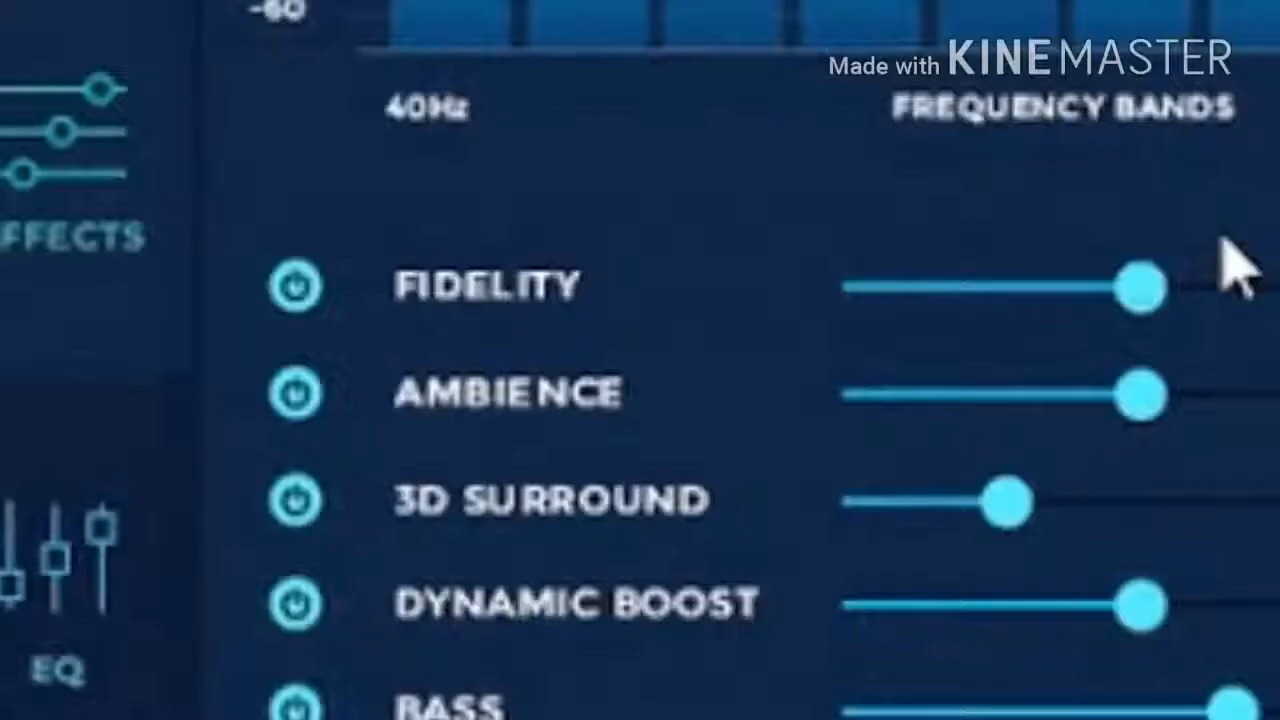 -60
Made with KINEMASTER
40Hz
FREQUENCY BANDS
FFECTS
FIDELITY
AMBIENCE
3D SURROUND
DYNAMIC BOOST
EQ
BASS